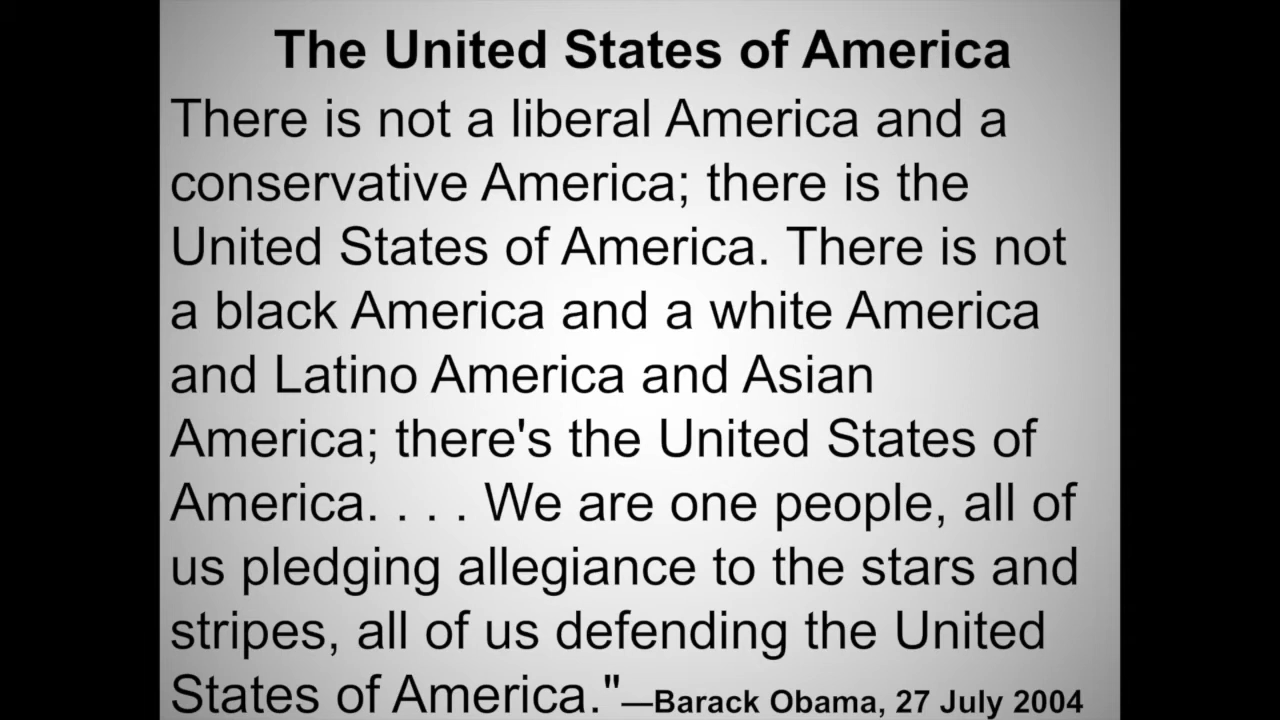 The United States of America
There is not a liberal America and a
conservative America; there is the
United States of America. There is not
a black America and a white America
and Latino America and Asian
America; there's the United States of
America. . . . We are one people, all of
us pledging allegiance to the stars and
stripes, all of us defending the United
States of America."—Barack Obama, 27 July 2004